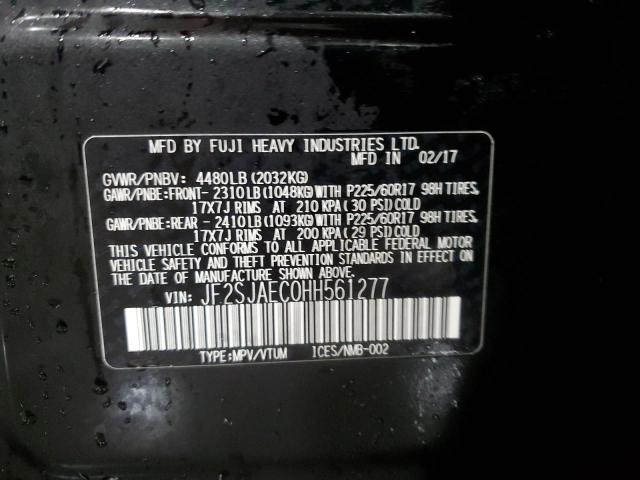 MFD BY FUJI HEAVY INDUSTRIES LTD.
MFD IN 02/17
GVWR/PNBV: 4480LB (2032KG)
GAWR/PNBE:FRONT- 2310LB(1048KG)WITH P225/60R17 98H TIRES,
17X7J RIMS AT 210 KPA(30 PSI)COLD
GAWR/PNBE:REAR -2410LB(1093KG)WITH P225/60R17 98H TIRES,
17X7J RIMS AT 200 KPA(29 PSI)COLD
THIS VEHICLE CONFORMS TO ALL APPLICABLE FEDERAL MOTOR
VEHICLE SAFETY AND THEFT PREVENTION STANDARDS IN EFFECT
ON THE DATE OF MANUFACTURE SHOWN ABOVE.
VIN: JF2SJAEC0HH561277
TYPE:MPV/VTUM ICES/NMB-002